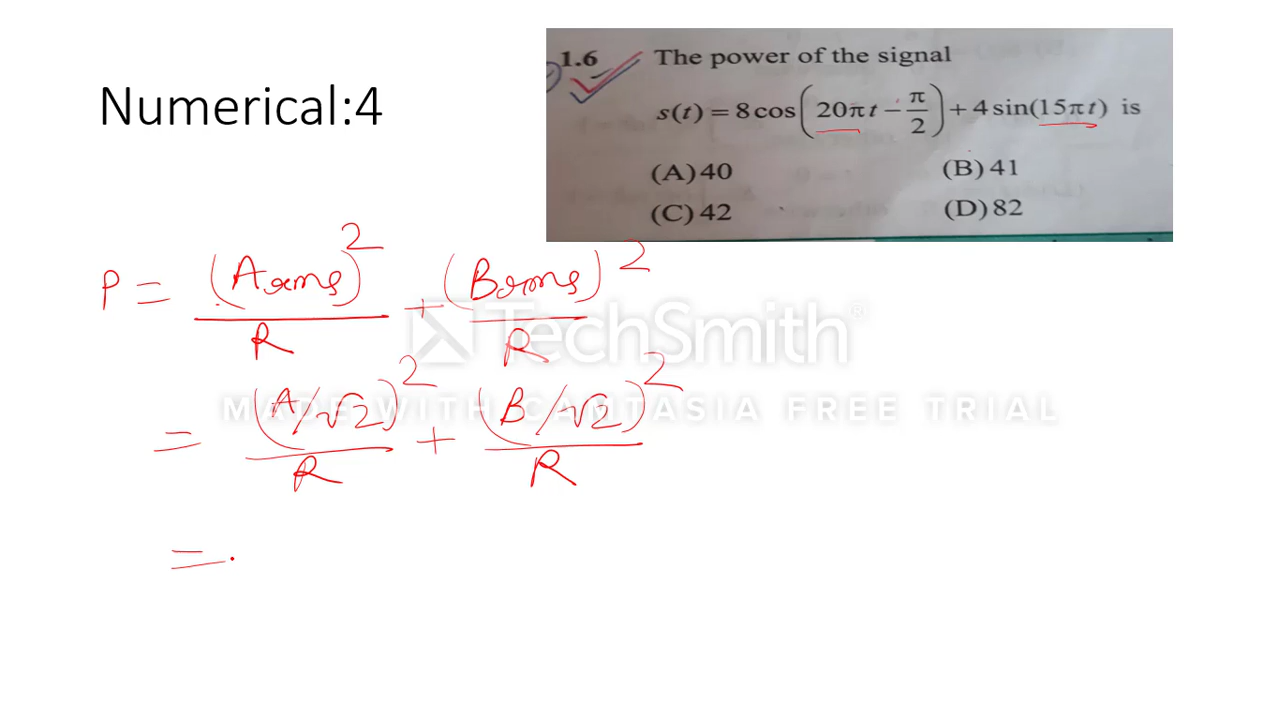 Numerical:4
1.6 The power of the signal
s(t) = 8 cos(20πt − π/2) + 4 sin(15πt) is
(A) 40 (B) 41
(C) 42 (D) 82
P = (Arms)²/R + (Brms)²/R
= (A/√2)²/R + (B/√2)²/R
=
TechSmith®
MADE WITH CAMTASIA FREE TRIAL